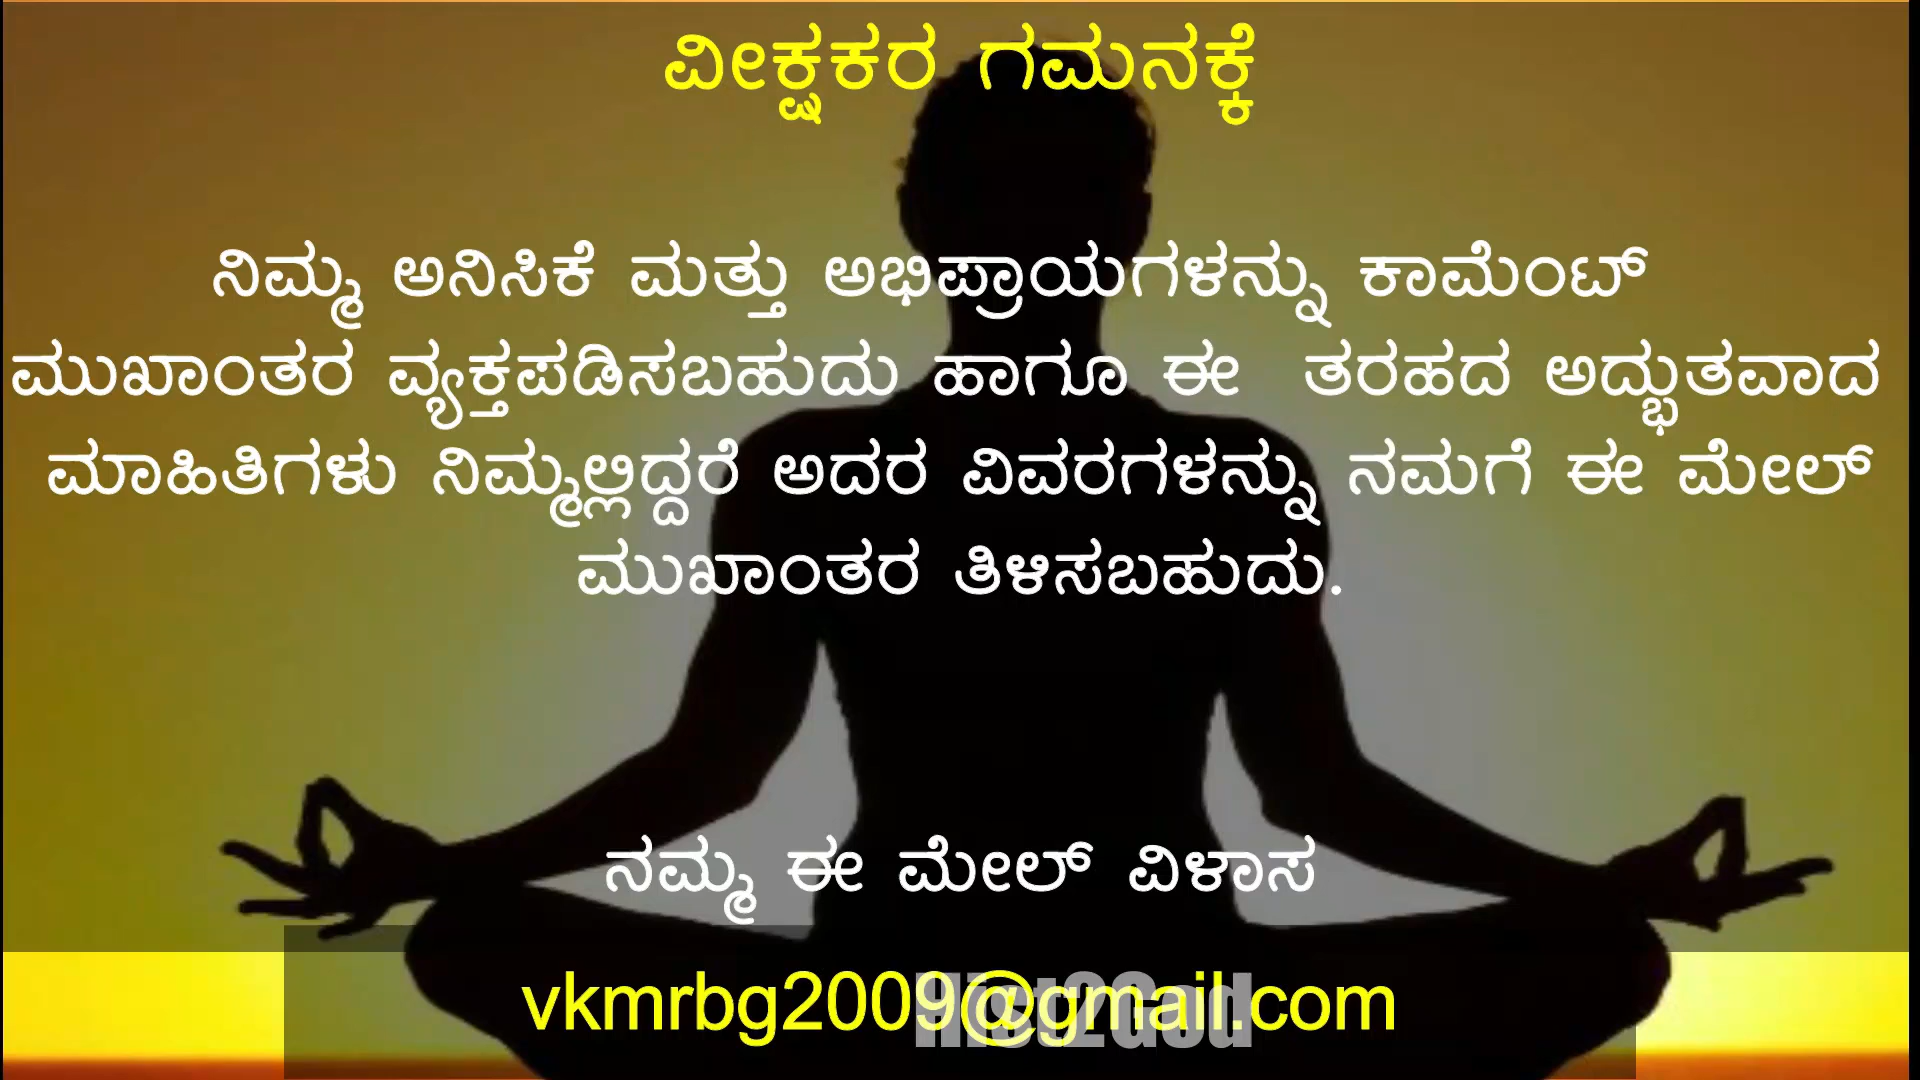 ವೀಕ್ಷಕರ ಗಮನಕ್ಕೆ
ನಿಮ್ಮ ಅನಿಸಿಕೆ ಮತ್ತು ಅಭಿಪ್ರಾಯಗಳನ್ನು ಕಾಮೆಂಟ್
ಮುಖಾಂತರ ವ್ಯಕ್ತಪಡಿಸಬಹುದು ಹಾಗೂ ಈ ತರಹದ ಅದ್ಭುತವಾದ
ಮಾಹಿತಿಗಳು ನಿಮ್ಮಲ್ಲಿದ್ದರೆ ಅದರ ವಿವರಗಳನ್ನು ನಮಗೆ ಈ ಮೇಲ್
ಮುಖಾಂತರ ತಿಳಿಸಬಹುದು.
ನಮ್ಮ ಈ ಮೇಲ್ ವಿಳಾಸ
vkmrbg2009@gmail.com
Hist2God